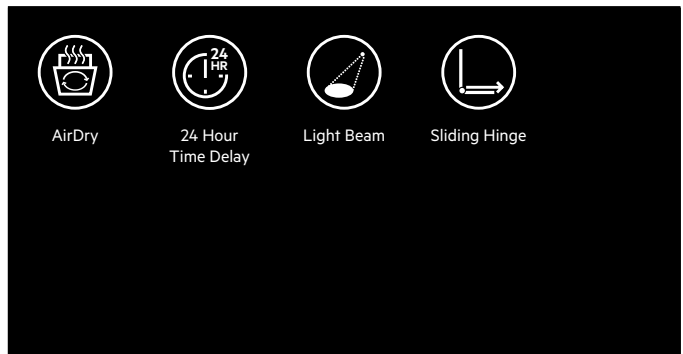 24
HR
AirDry
24 Hour
Time Delay
Light Beam
Sliding Hinge